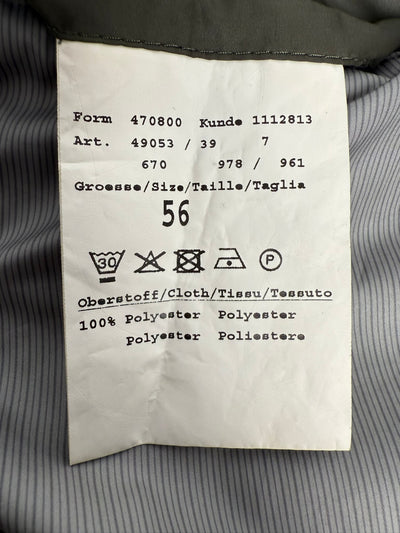 Form 470800 Kunde 1112813
Art. 49053 / 39 7
670 978 / 961
Groesse/Size/Taille/Taglia
56
30 P
Oberstoff/Cloth/Tissu/Tessuto
100% Polyester Polyester
Polyester Poliestere